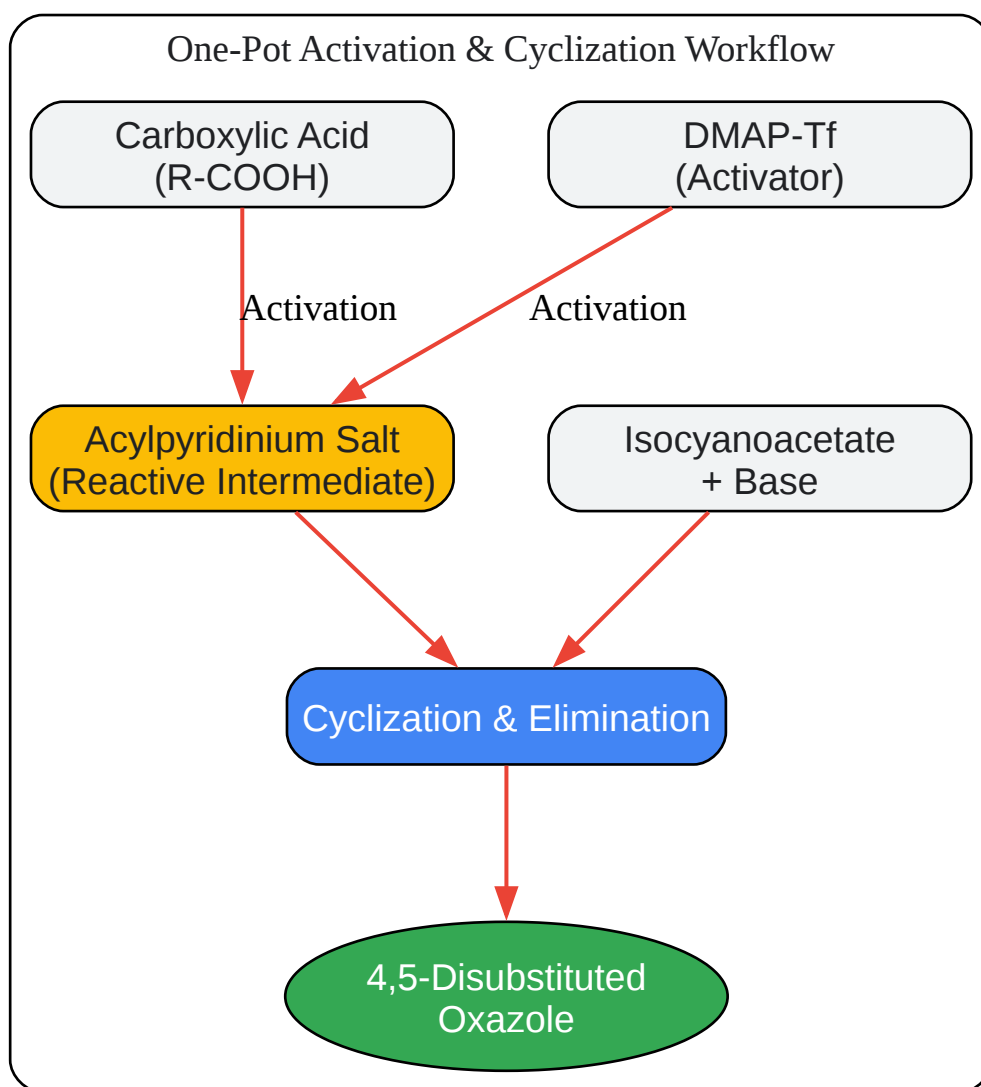 One-Pot Activation & Cyclization Workflow
Carboxylic Acid
(R-COOH)
DMAP-Tf
(Activator)
Activation
Activation
Acylpyridinium Salt
(Reactive Intermediate)
Isocyanoacetate
+ Base
Cyclization & Elimination
4,5-Disubstituted
Oxazole